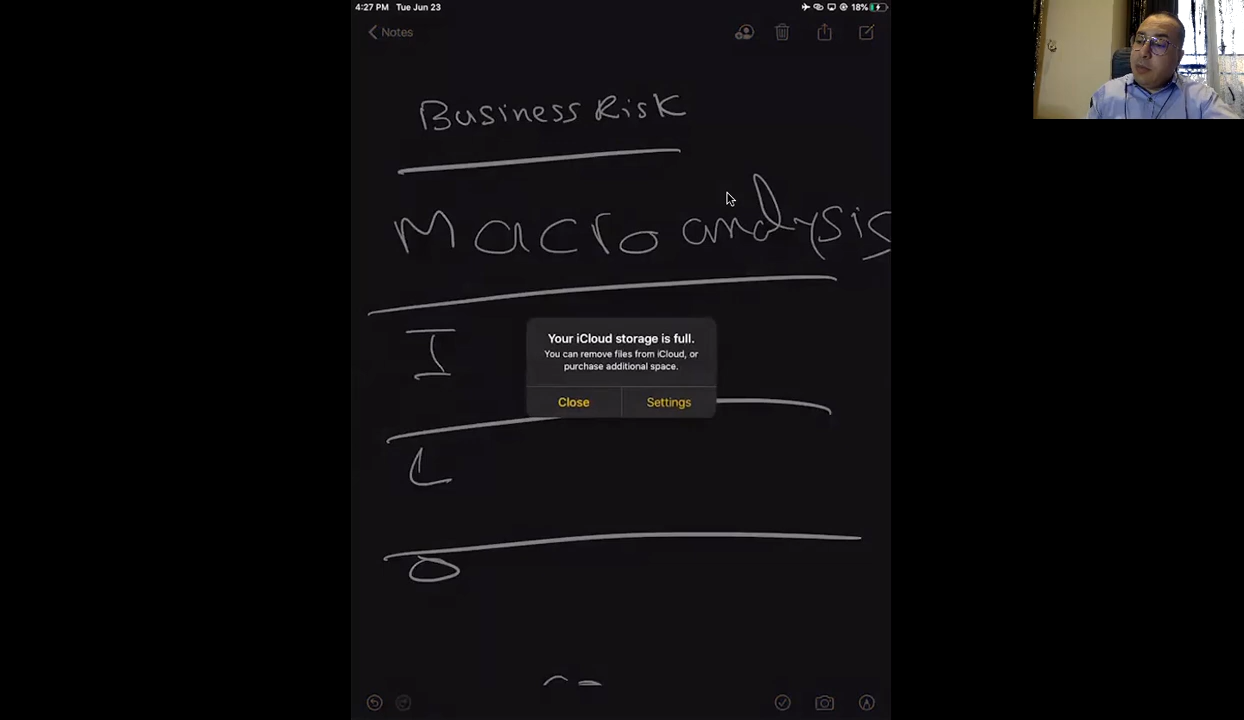 4:27 PM Tue Jun 23
18%
Notes
Business Risk
Macro analysis
I
Your iCloud storage is full.
You can remove files from iCloud, or
purchase additional space.
Close Settings
L
O